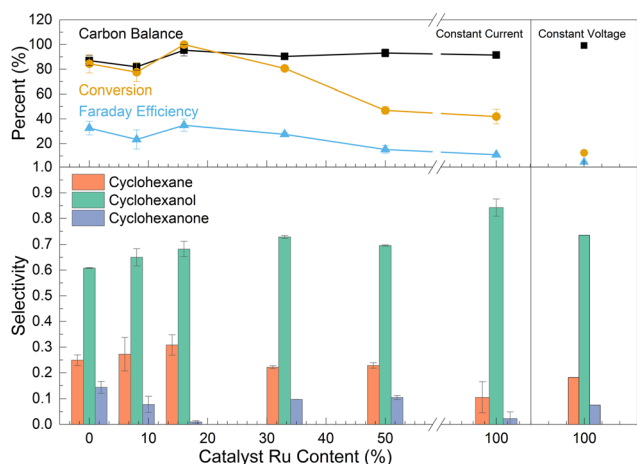 120
Carbon Balance
Constant Current
Constant Voltage
100
80
60
40
20
Conversion
Faraday Efficiency
Percent (%)
1.0
0.9
0.8
0.7
0.6
0.5
0.4
0.3
0.2
0.1
0.0
Cyclohexane
Cyclohexanol
Cyclohexanone
Selectivity
0 10 20 30 40 50 100 100
Catalyst Ru Content (%)